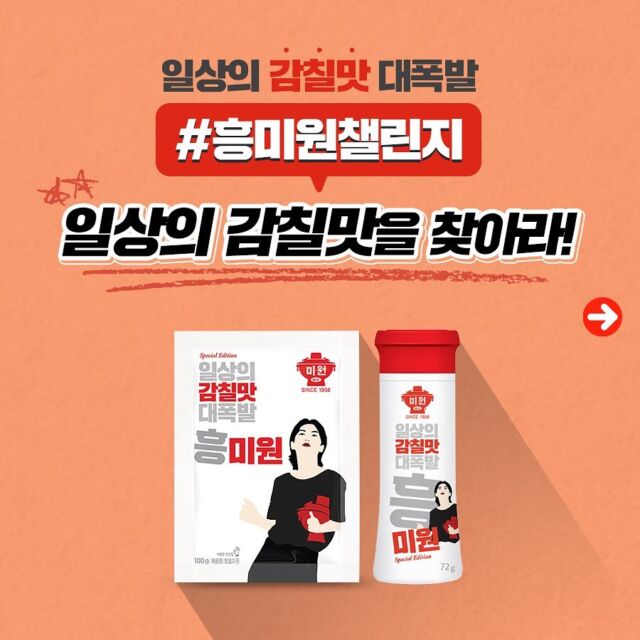 일상의 감칠맛 대폭발
#흥미원챌린지
일상의 감칠맛을 찾아라!
Special Edition
일상의
감칠맛
대폭발
흥미원
미원
SINCE 1956
100g
미원
SINCE 1956
일상의
감칠맛
대폭발
흥
미원
Special Edition
72g